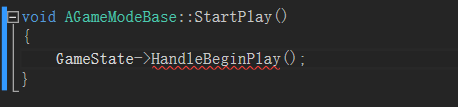 void AGameModeBase::StartPlay()
{
    GameState->HandleBeginPlay();
}